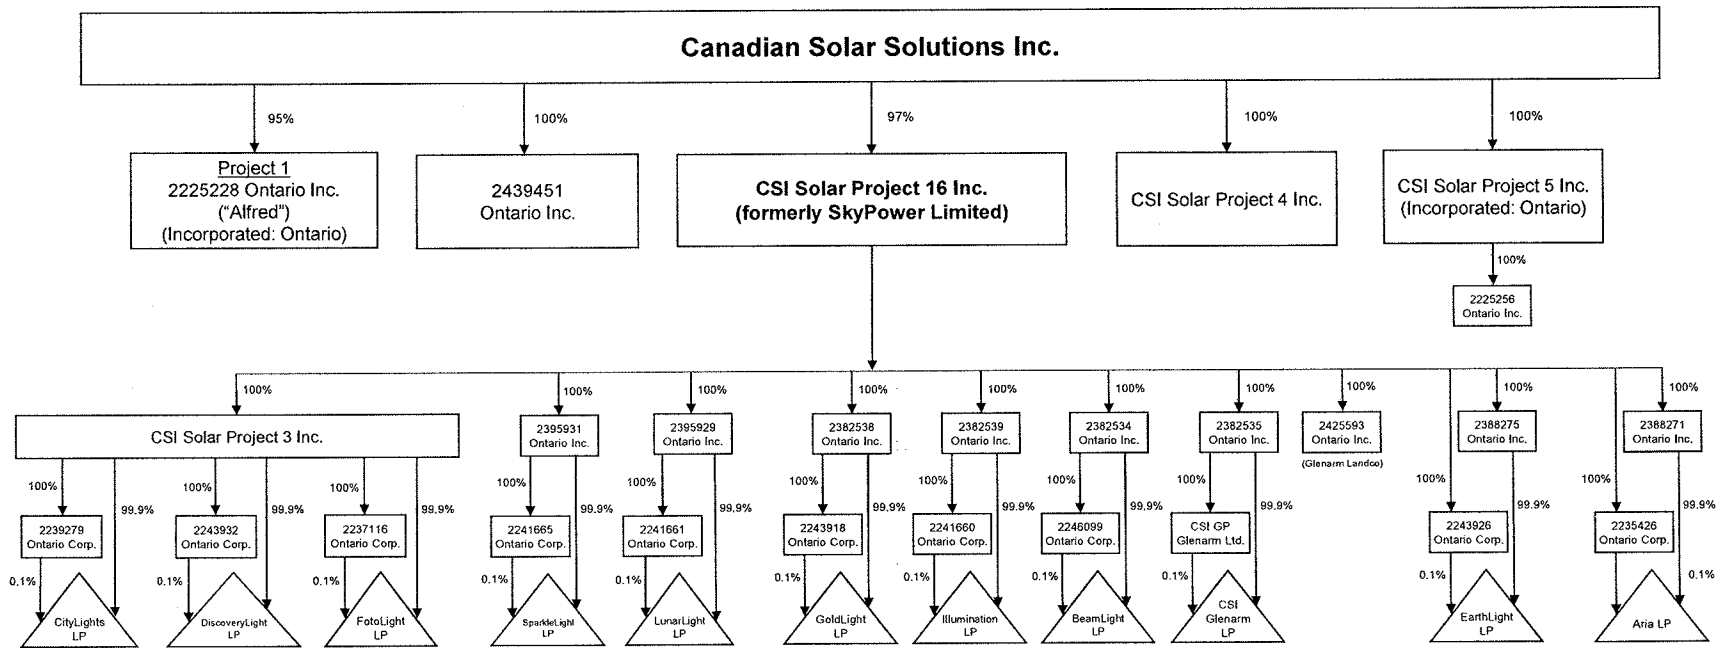 Canadian Solar Solutions Inc.
95%
100%
97%
100%
100%
Project 1
2225228 Ontario Inc.
("Alfred")
(Incorporated: Ontario)
2439451
Ontario Inc.
CSI Solar Project 16 Inc.
(formerly SkyPower Limited)
CSI Solar Project 4 Inc.
CSI Solar Project 5 Inc.
(Incorporated: Ontario)
100%
2225256
Ontario Inc.
100%
100%
100%
100%
100%
100%
100%
100%
100%
100%
CSI Solar Project 3 Inc.
2395931
Ontario Inc.
2395929
Ontario Inc.
2382538
Ontario Inc.
2382539
Ontario Inc.
2382534
Ontario Inc.
2382535
Ontario Inc.
2425593
Ontario Inc.
(Glenarm Landco)
2388275
Ontario Inc.
2388271
Ontario Inc.
100%
99.9%
100%
99.9%
100%
99.9%
100%
99.9%
100%
99.9%
100%
99.9%
100%
99.9%
100%
99.9%
100%
99.9%
100%
99.9%
100%
99.9%
2239279
Ontario Corp.
2243932
Ontario Corp.
2237116
Ontario Corp.
2241665
Ontario Corp.
2241661
Ontario Corp.
2243918
Ontario Corp.
2241660
Ontario Corp.
2246099
Ontario Corp.
CSI GP
Glenarm Ltd.
2243926
Ontario Corp.
2235426
Ontario Corp.
0.1%
0.1%
0.1%
0.1%
0.1%
0.1%
0.1%
0.1%
0.1%
0.1%
0.1%
CityLights
LP
DiscoveryLight
LP
FotoLight
LP
SparkleLight
LP
LunarLight
LP
GoldLight
LP
Illumination
LP
BeamLight
LP
CSI
Glenarm
LP
EarthLight
LP
Aria LP